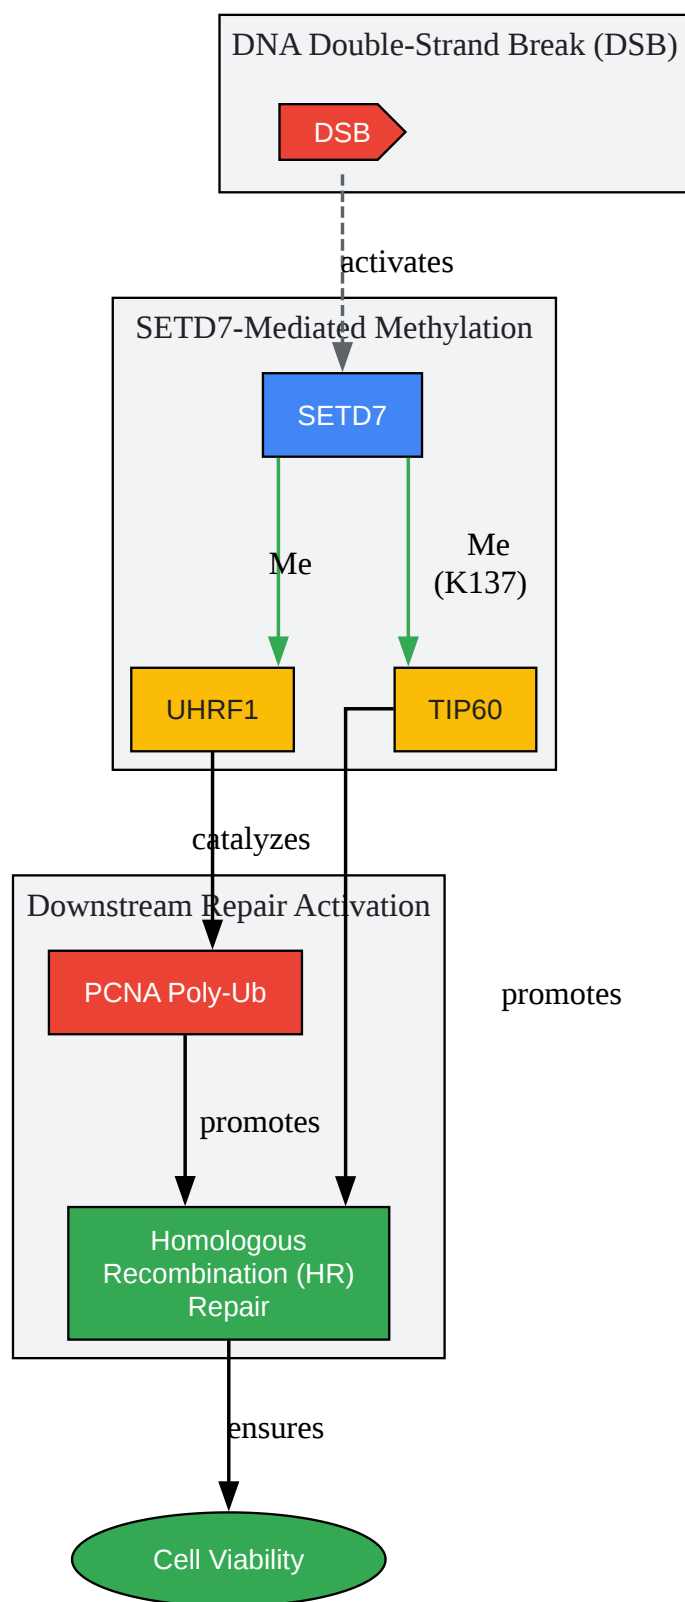 DNA Double-Strand Break (DSB)
DSB
activates
SETD7-Mediated Methylation
SETD7
Me
Me
(K137)
UHRF1
TIP60
catalyzes
Downstream Repair Activation
PCNA Poly-Ub
promotes
promotes
Homologous
Recombination (HR)
Repair
ensures
Cell Viability